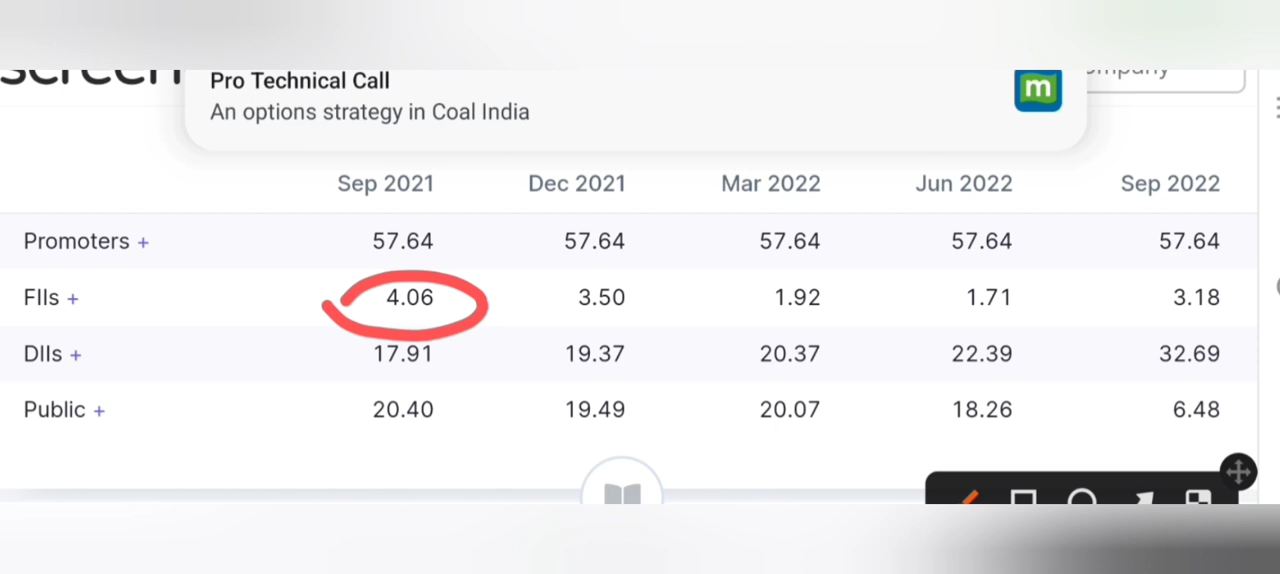 screen
Pro Technical Call
An options strategy in Coal India
m
company
Sep 2021 Dec 2021 Mar 2022 Jun 2022 Sep 2022
Promoters + 57.64 57.64 57.64 57.64 57.64
FIIs + 4.06 3.50 1.92 1.71 3.18
DIIs + 17.91 19.37 20.37 22.39 32.69
Public + 20.40 19.49 20.07 18.26 6.48